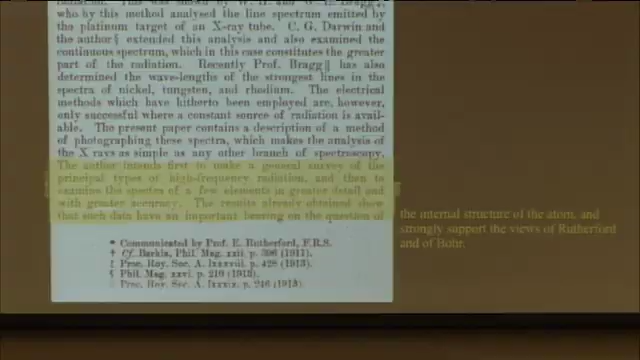 radiation. This was shown by W. H. and W. L. Bragg,
who by this method analysed the line spectrum emitted by
the platinum target of an X-ray tube. C. G. Darwin and
the author § extended this analysis and also examined the
continuous spectrum, which in this case constitutes the greater
part of the radiation. Recently Prof. Bragg || has also
determined the wave-lengths of the strongest lines in the
spectra of nickel, tungsten, and rhodium. The electrical
methods which have hitherto been employed are, however,
only successful where a constant source of radiation is avail-
able. The present paper contains a description of a method
of photographing these spectra, which makes the analysis of
the X rays as simple as any other branch of spectroscopy.
The author intends first to make a general survey of the
principal types of high-frequency radiation, and then to
examine the spectra of a few elements in greater detail and
with greater accuracy. The results already obtained show
that such data have an important bearing on the question of
the internal structure of the atom, and
strongly support the views of Rutherford
and of Bohr.
* Communicated by Prof. E. Rutherford, F.R.S.
† Cf. Barkla, Phil. Mag. xxii. p. 396 (1911).
Proc. Roy. Soc. A. lxxxviii. p. 428 (1913).
Phil. Mag. xxvi. p. 210 (1913).
Proc. Roy. Soc. A. lxxxix. p. 246 (1913).